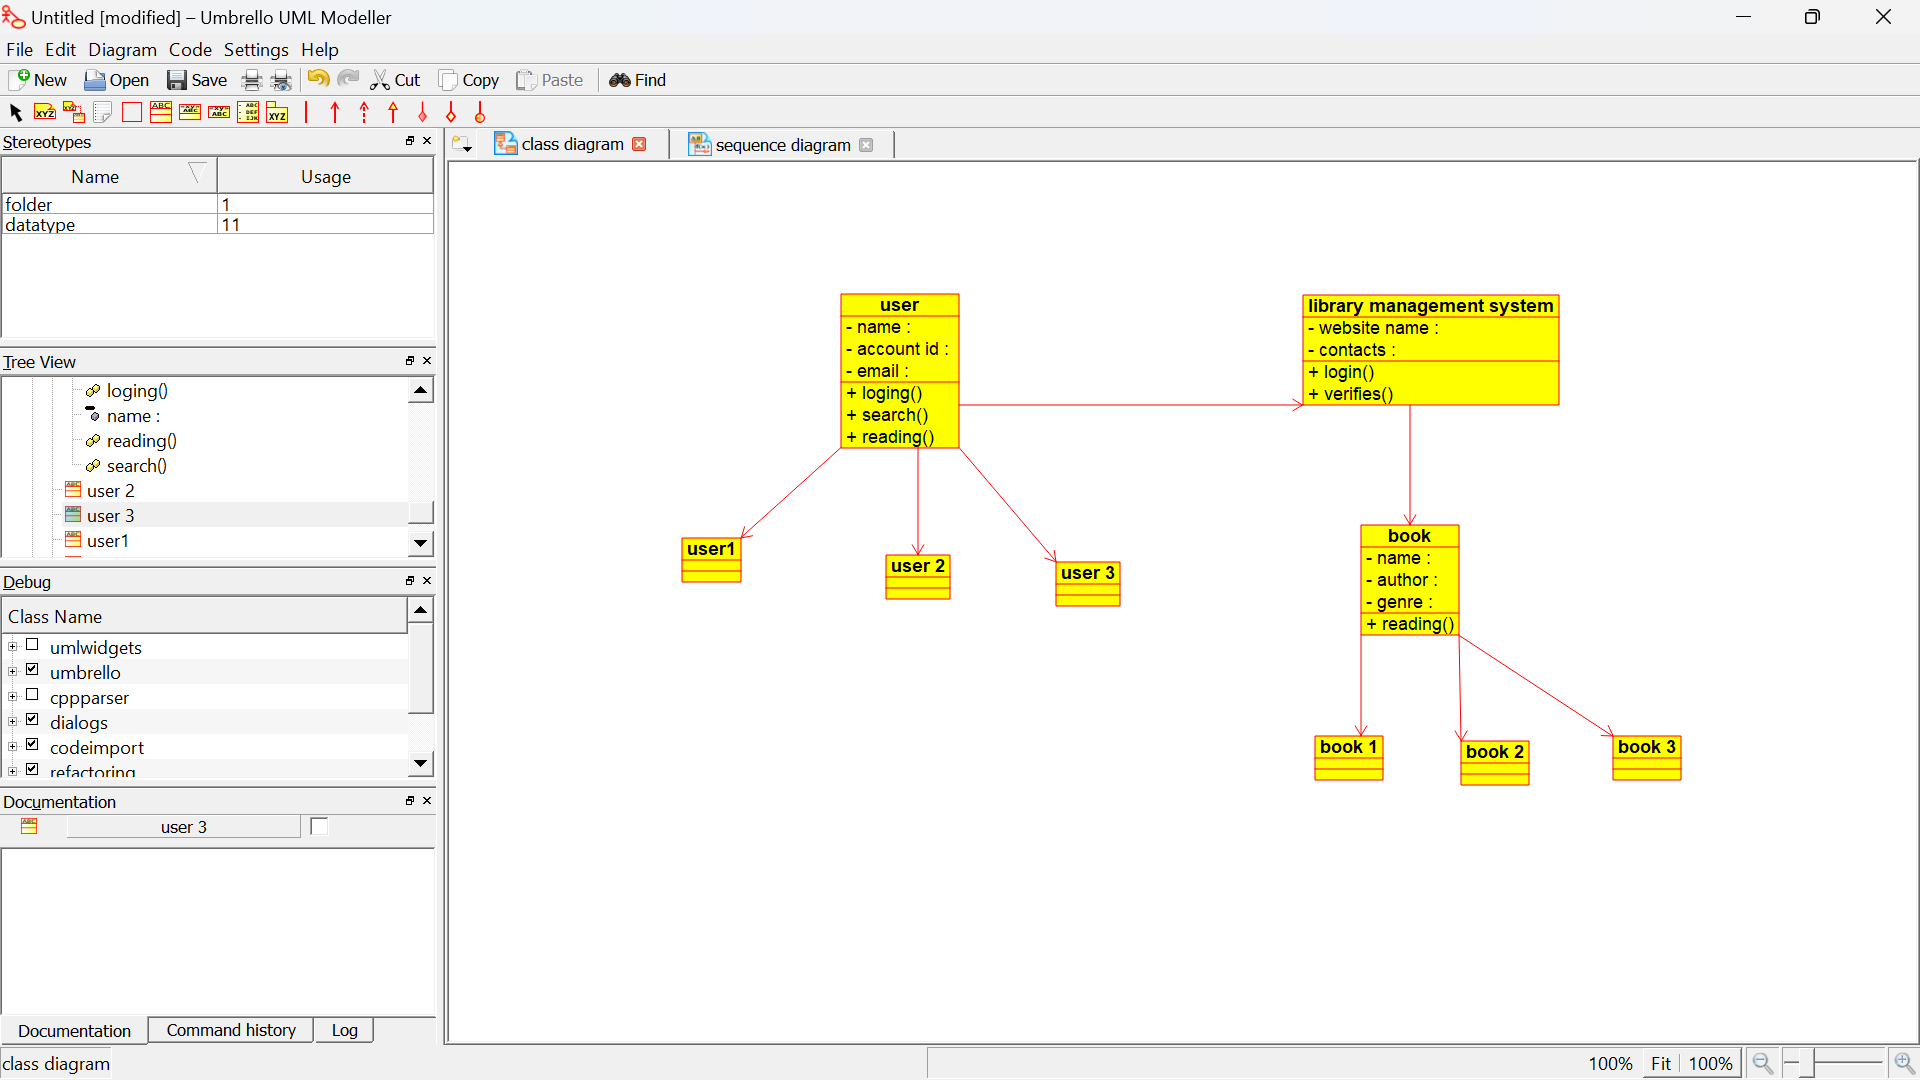 Untitled [modified] – Umbrello UML Modeller
File Edit Diagram Code Settings Help
New Open Save Cut Copy Paste Find
Stereotypes
Name Usage
folder 1
datatype 11
Tree View
loging()
name :
reading()
search()
user 2
user 3
user1
Debug
Class Name
umlwidgets
umbrello
cppparser
dialogs
codeimport
refactoring
Documentation
user 3
Documentation Command history Log
class diagram
class diagram sequence diagram
user
- name :
- account id :
- email :
+ loging()
+ search()
+ reading()
library management system
- website name :
- contacts :
+ login()
+ verifies()
user1
user 2
user 3
book
- name :
- author :
- genre :
+ reading()
book 1
book 2
book 3
100% Fit 100%